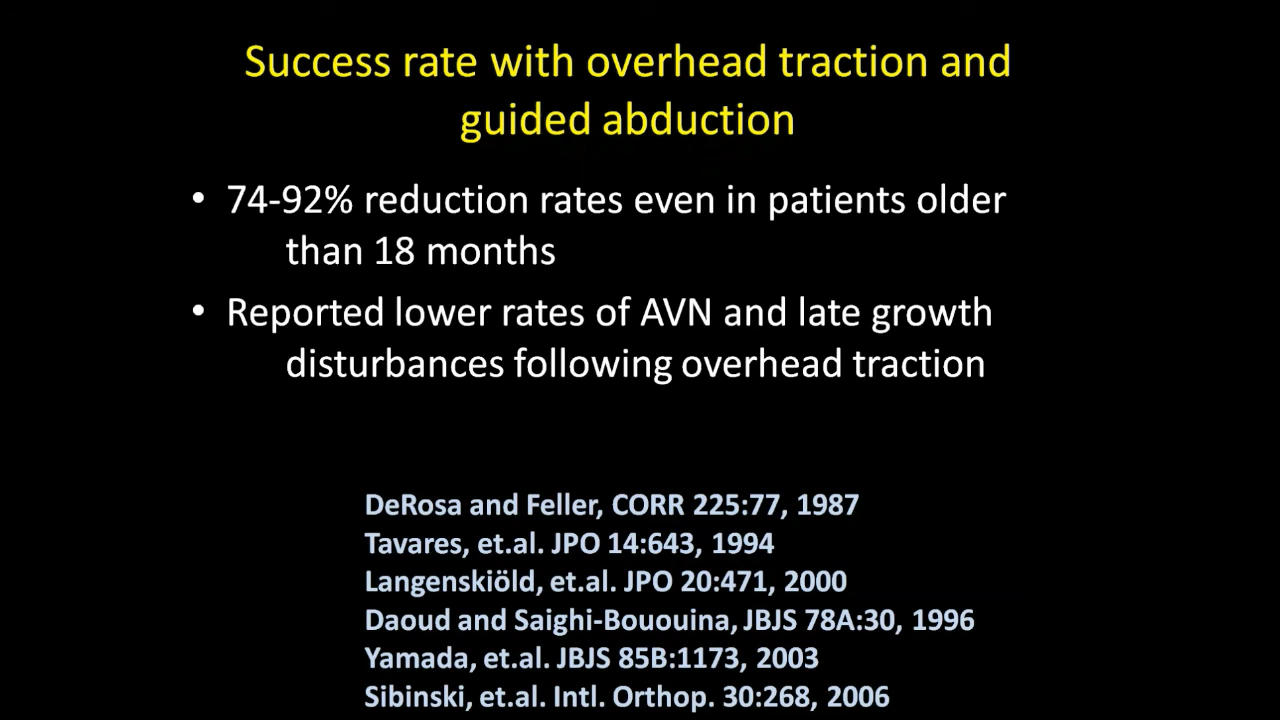 Success rate with overhead traction and
guided abduction
• 74-92% reduction rates even in patients older
than 18 months
• Reported lower rates of AVN and late growth
disturbances following overhead traction
DeRosa and Feller, CORR 225:77, 1987
Tavares, et.al. JPO 14:643, 1994
Langenskiöld, et.al. JPO 20:471, 2000
Daoud and Saighi-Bououina, JBJS 78A:30, 1996
Yamada, et.al. JBJS 85B:1173, 2003
Sibinski, et.al. Intl. Orthop. 30:268, 2006